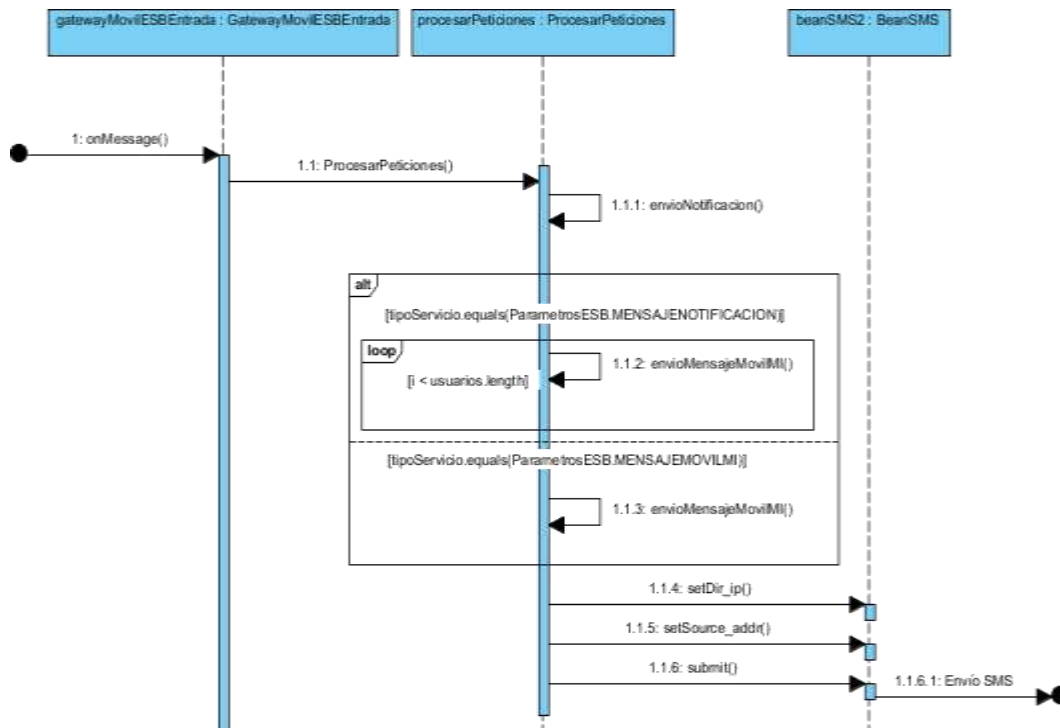 gatewayMovilESBEntrada : GatewayMovilESBEntrada
procesarPeticiones : ProcesarPeticiones
beanSMS2 : BeanSMS
1: onMessage()
1.1: ProcesarPeticiones()
1.1.1: envioNotificacion()
alt
[tipoServicio.equals(ParametrosESB.MENSAJENOTIFICACION)]
loop
1.1.2: envioMensajeMovilMI()
[i < usuarios.length]
[tipoServicio.equals(ParametrosESB.MENSAJEMOVILMI)]
1.1.3: envioMensajeMovilMI()
1.1.4: setDir_ip()
1.1.5: setSource_addr()
1.1.6: submit()
1.1.6.1: Envío SMS